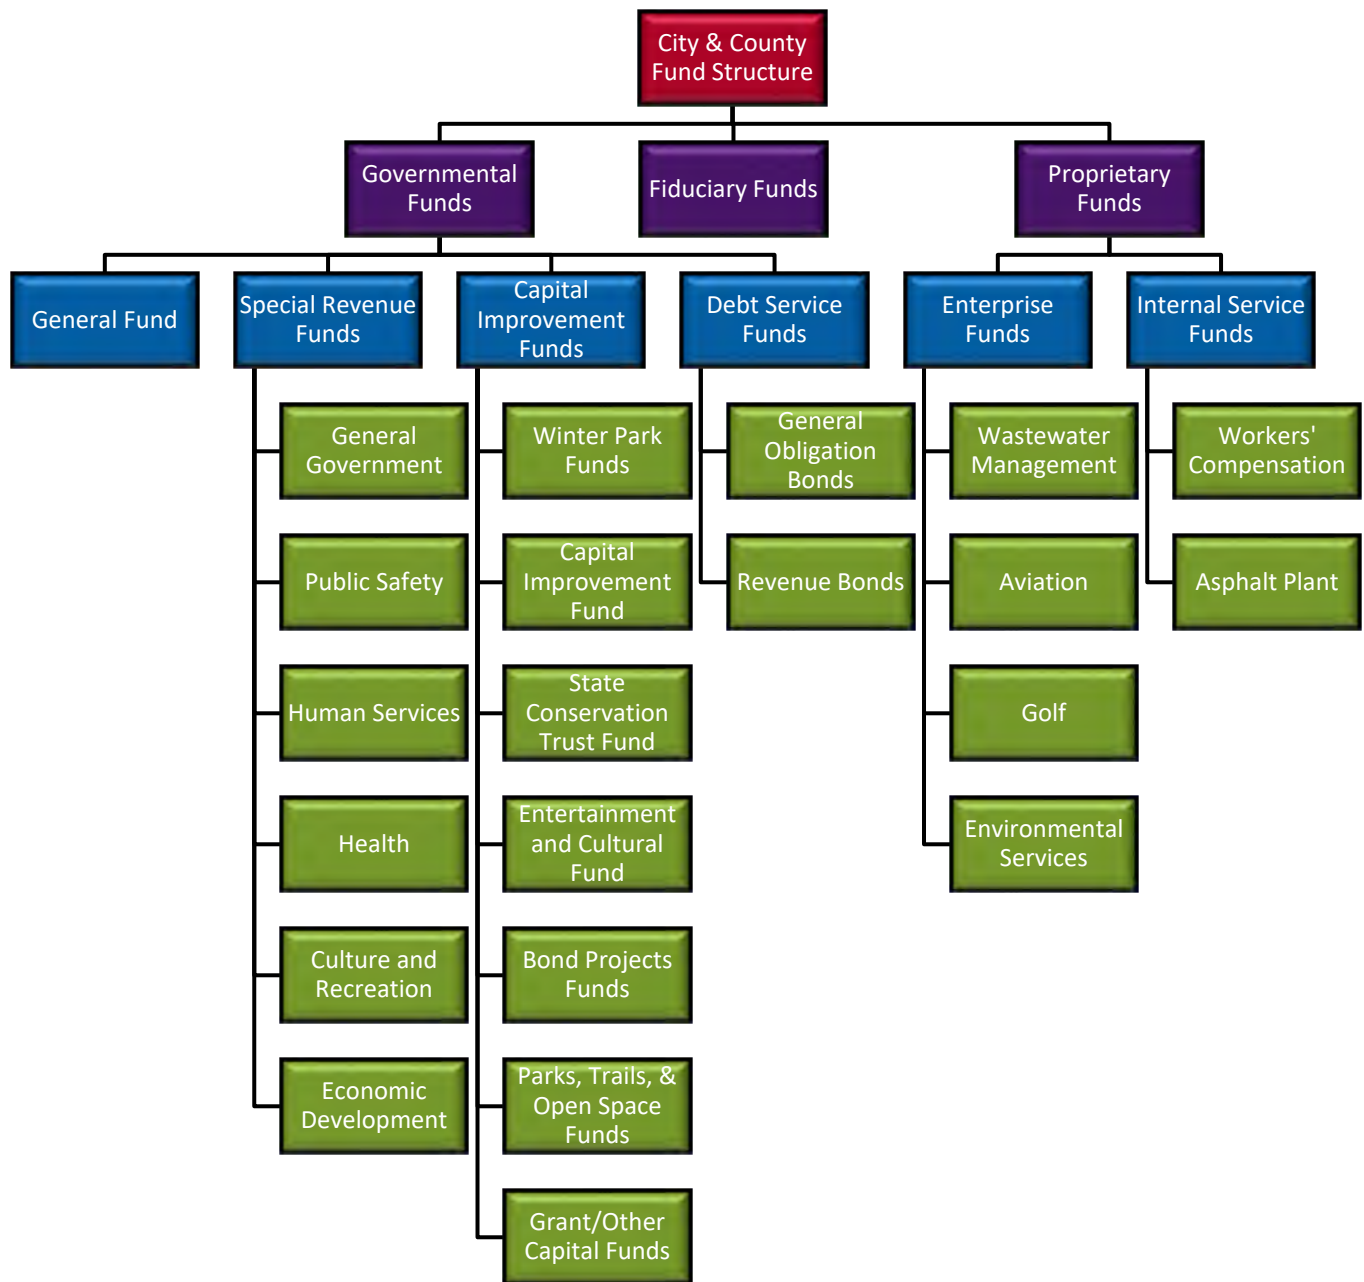 City & County
Fund Structure
Governmental
Funds
Fiduciary Funds
Proprietary
Funds
General Fund
Special Revenue
Funds
Capital
Improvement
Funds
Debt Service
Funds
Enterprise
Funds
Internal Service
Funds
General
Government
Public Safety
Human Services
Health
Culture and
Recreation
Economic
Development
Winter Park
Funds
Capital
Improvement
Fund
State
Conservation
Trust Fund
Entertainment
and Cultural
Fund
Bond Projects
Funds
Parks, Trails, &
Open Space
Funds
Grant/Other
Capital Funds
General
Obligation
Bonds
Revenue Bonds
Wastewater
Management
Aviation
Golf
Environmental
Services
Workers'
Compensation
Asphalt Plant